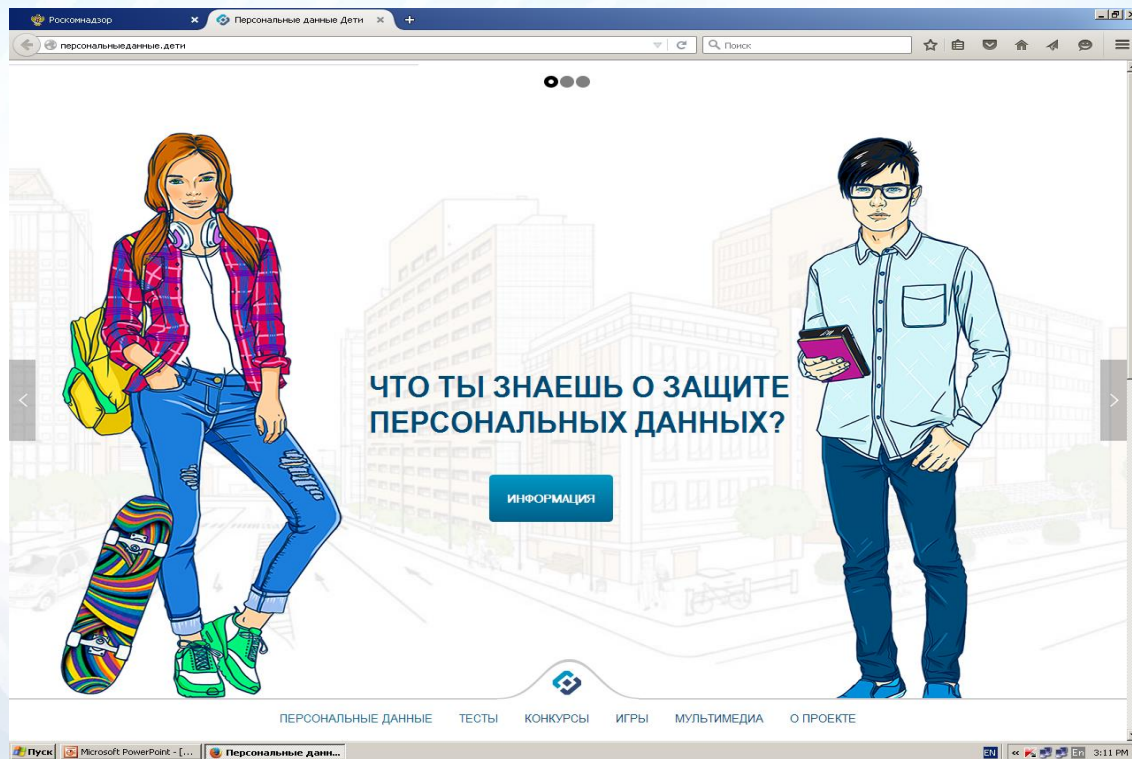 Роскомнадзор
Персональные данные Дети
персональныеданные.дети
Поиск
ЧТО ТЫ ЗНАЕШЬ О ЗАЩИТЕ
ПЕРСОНАЛЬНЫХ ДАННЫХ?
ИНФОРМАЦИЯ
ПЕРСОНАЛЬНЫЕ ДАННЫЕ ТЕСТЫ КОНКУРСЫ ИГРЫ МУЛЬТИМЕДИА О ПРОЕКТЕ
Пуск Microsoft PowerPoint - [... Персональные данн... EN « En 3:11 PM